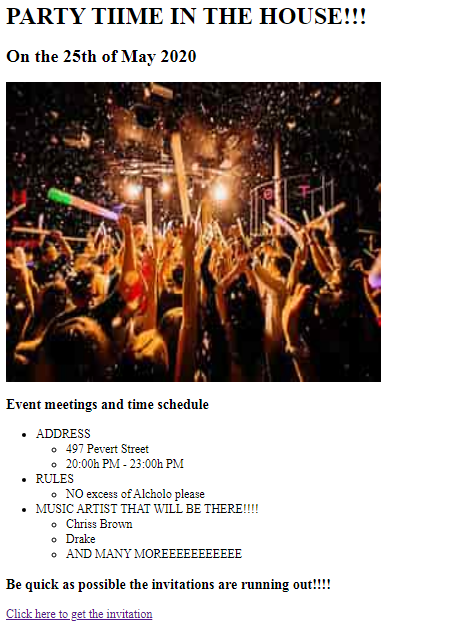 PARTY TIIME IN THE HOUSE!!!
On the 25th of May 2020
Event meetings and time schedule
ADDRESS
497 Pevert Street
20:00h PM - 23:00h PM
RULES
NO excess of Alcholo please
MUSIC ARTIST THAT WILL BE THERE!!!!
Chriss Brown
Drake
AND MANY MOREEEEEEEEEEE
Be quick as possible the invitations are running out!!!!
Click here to get the invitation